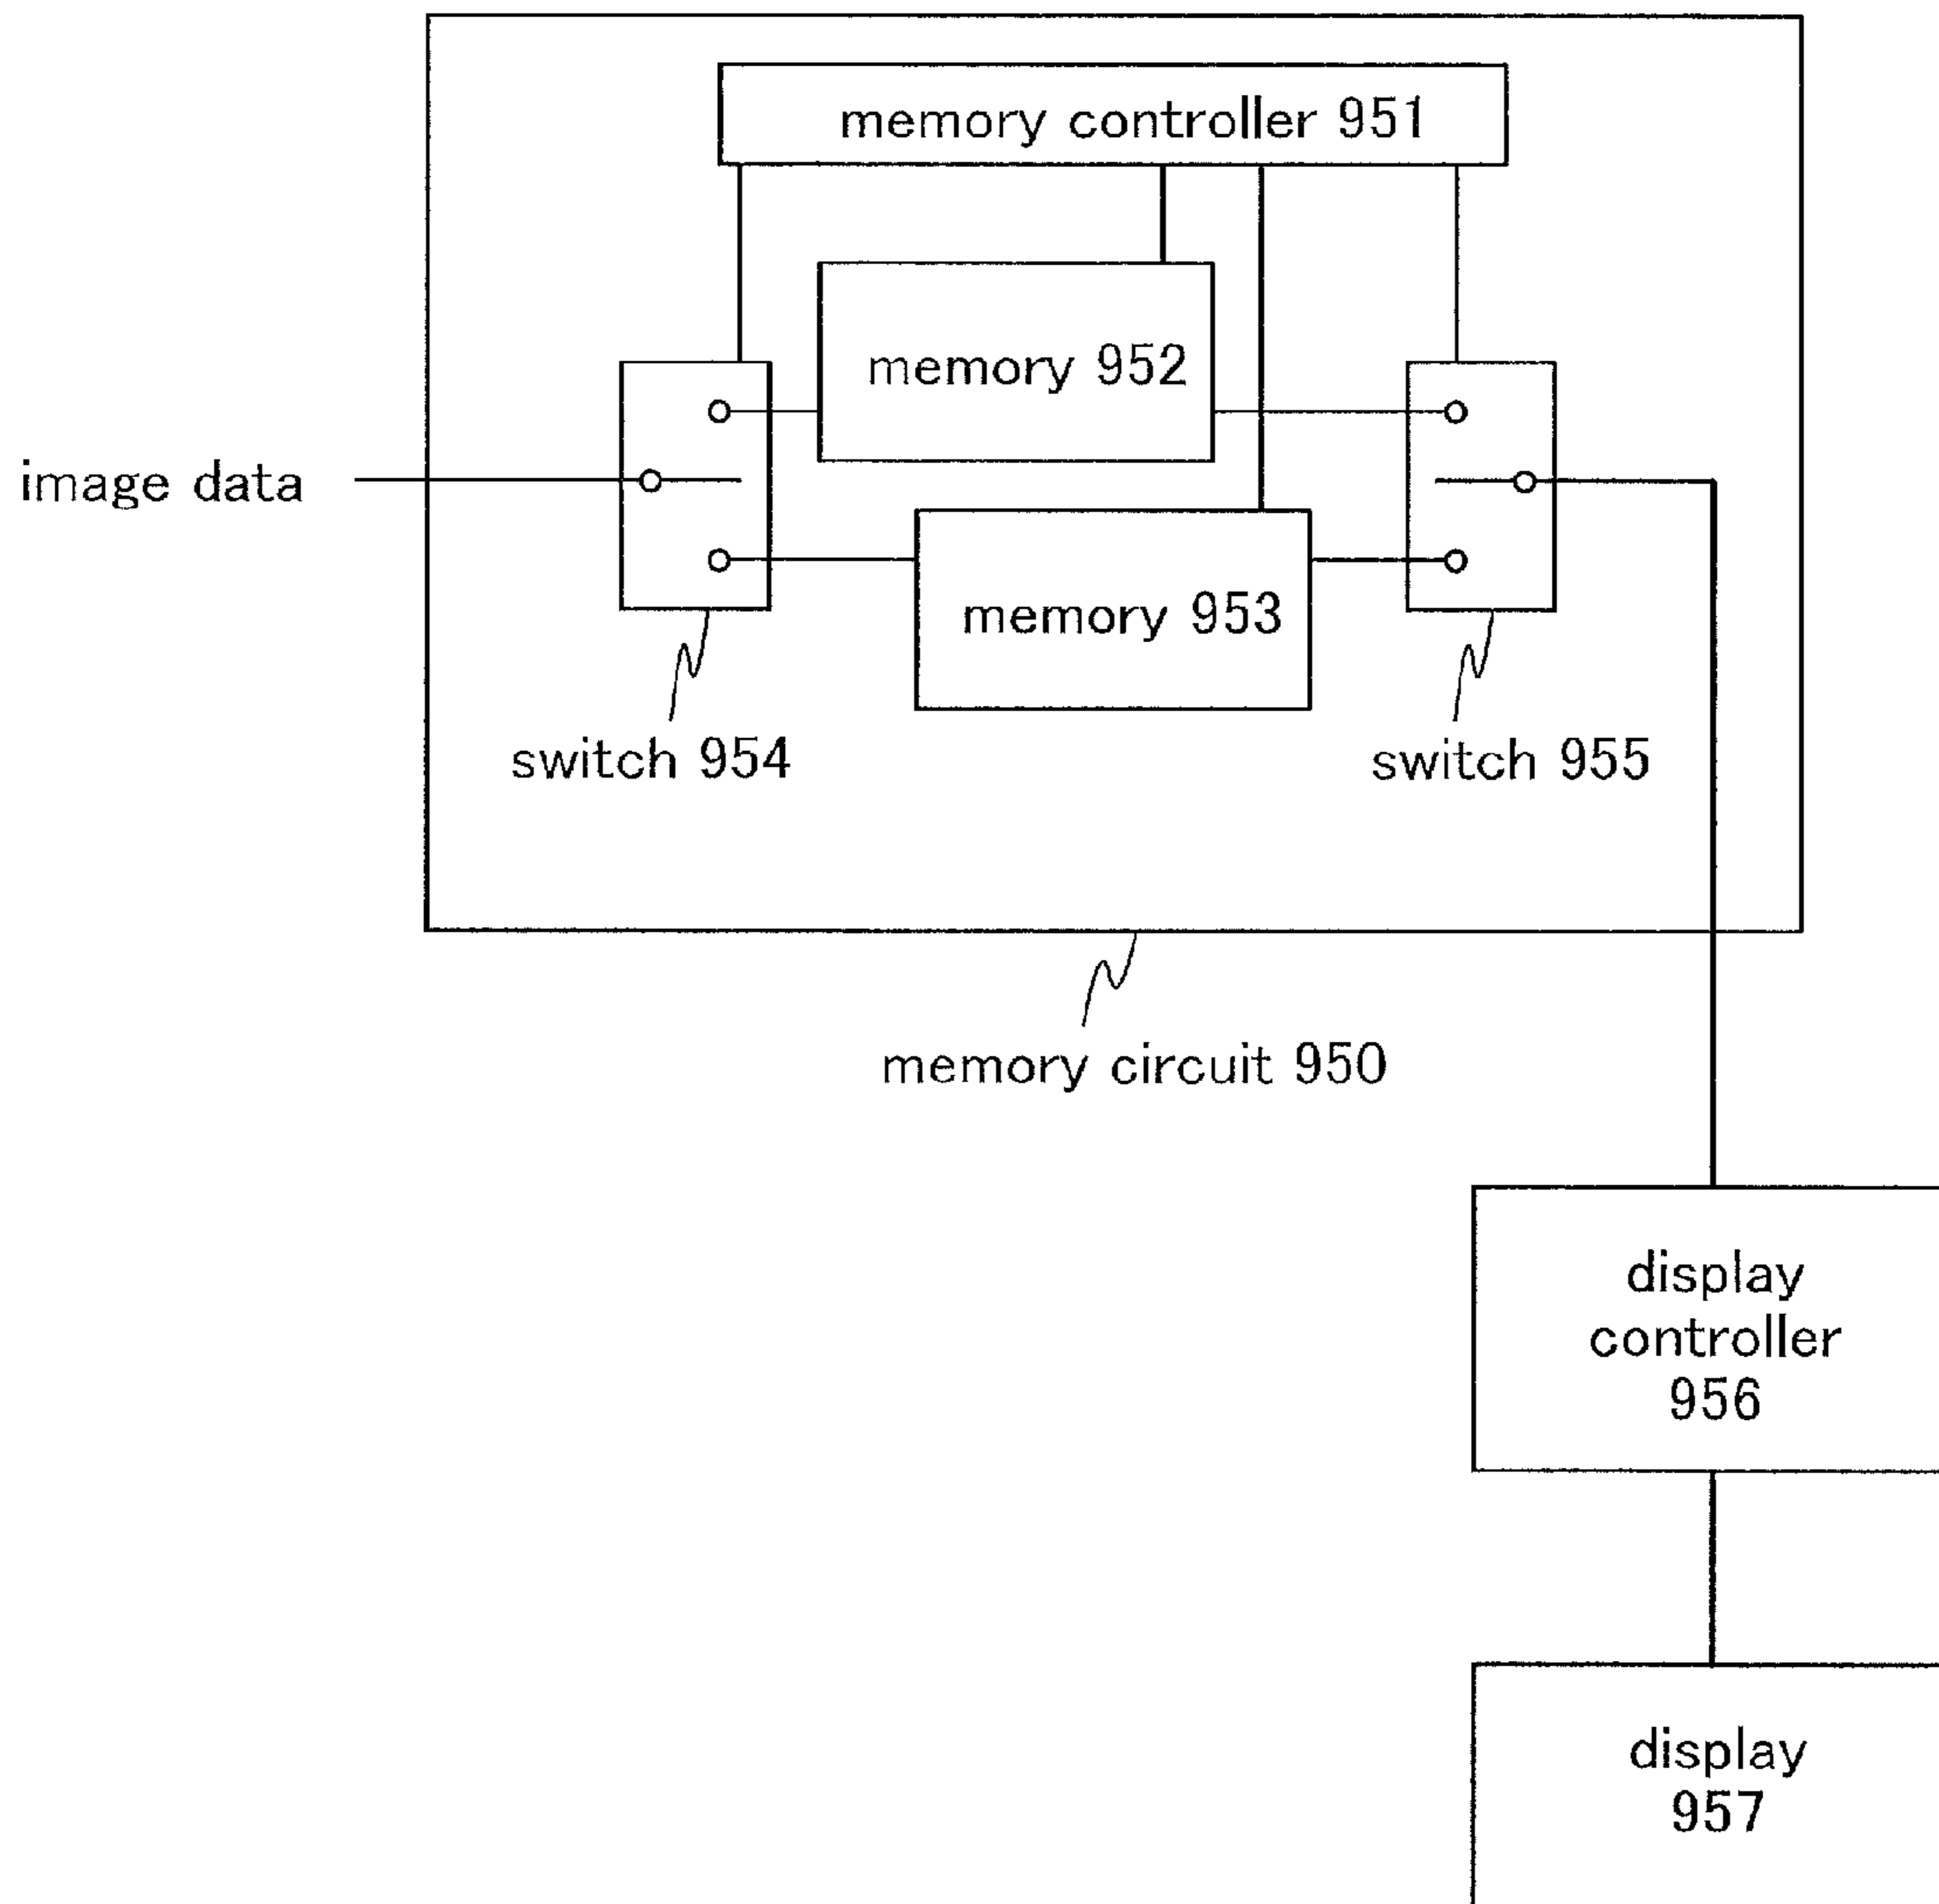 memory controller 951
memory 952
image data
memory 953
switch 954
switch 955
memory circuit 950
display
controller
956
display
957